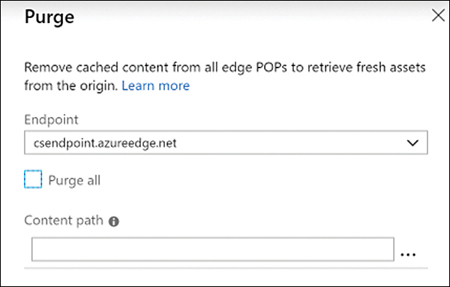 Purge
Remove cached content from all edge POPs to retrieve fresh assets
from the origin. Learn more
Endpoint
csendpoint.azureedge.net
Purge all
Content path
...